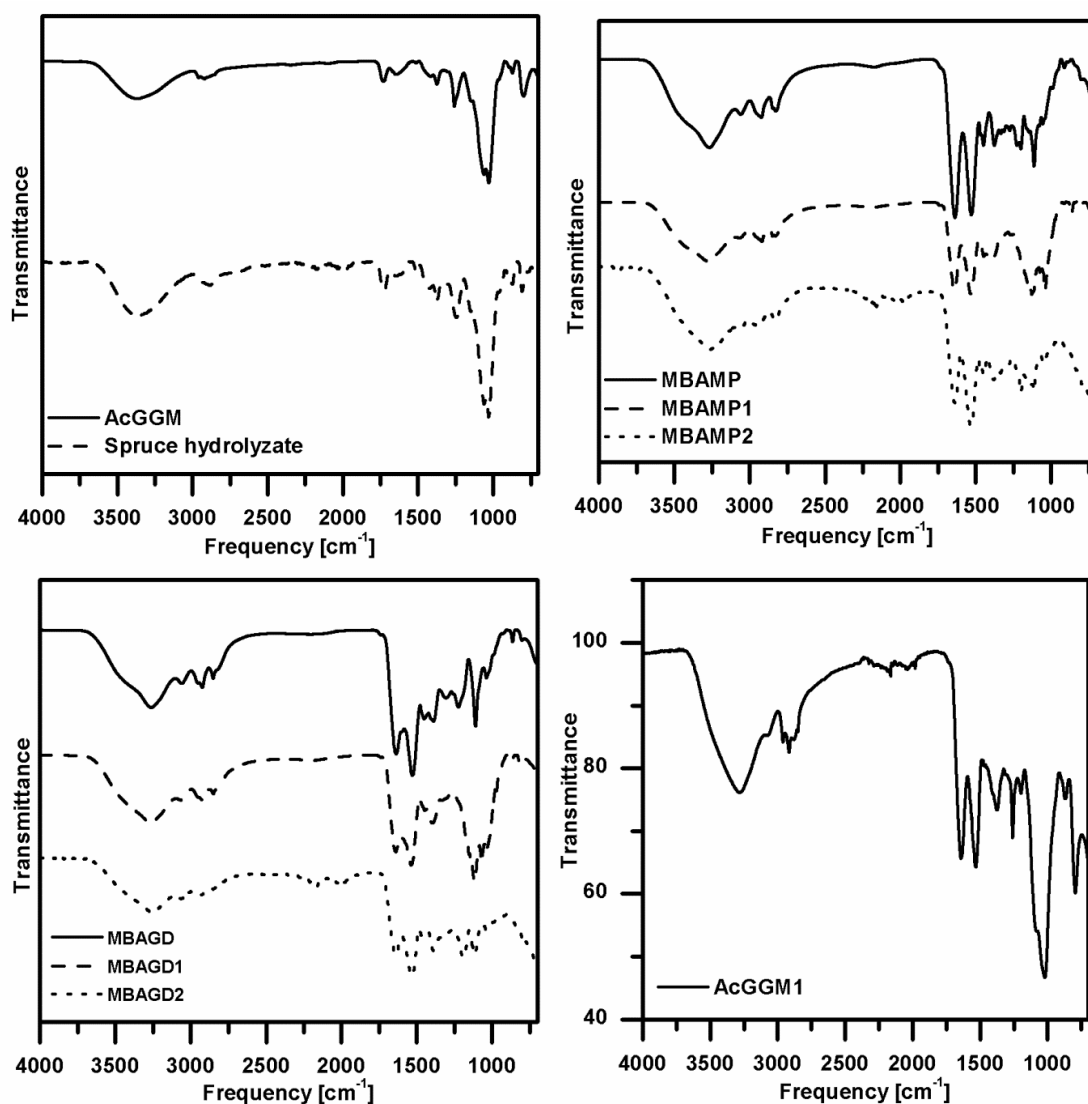 Transmittance
AcGGM
Spruce hydrolyzate
4000 3500 3000 2500 2000 1500 1000
Frequency [cm-1]
Transmittance
MBAMP
MBAMP1
MBAMP2
4000 3500 3000 2500 2000 1500 1000
Frequency [cm-1]
Transmittance
MBAGD
MBAGD1
MBAGD2
4000 3500 3000 2500 2000 1500 1000
Frequency [cm-1]
Transmittance
100
80
60
40
AcGGM1
4000 3500 3000 2500 2000 1500 1000
Frequency [cm-1]